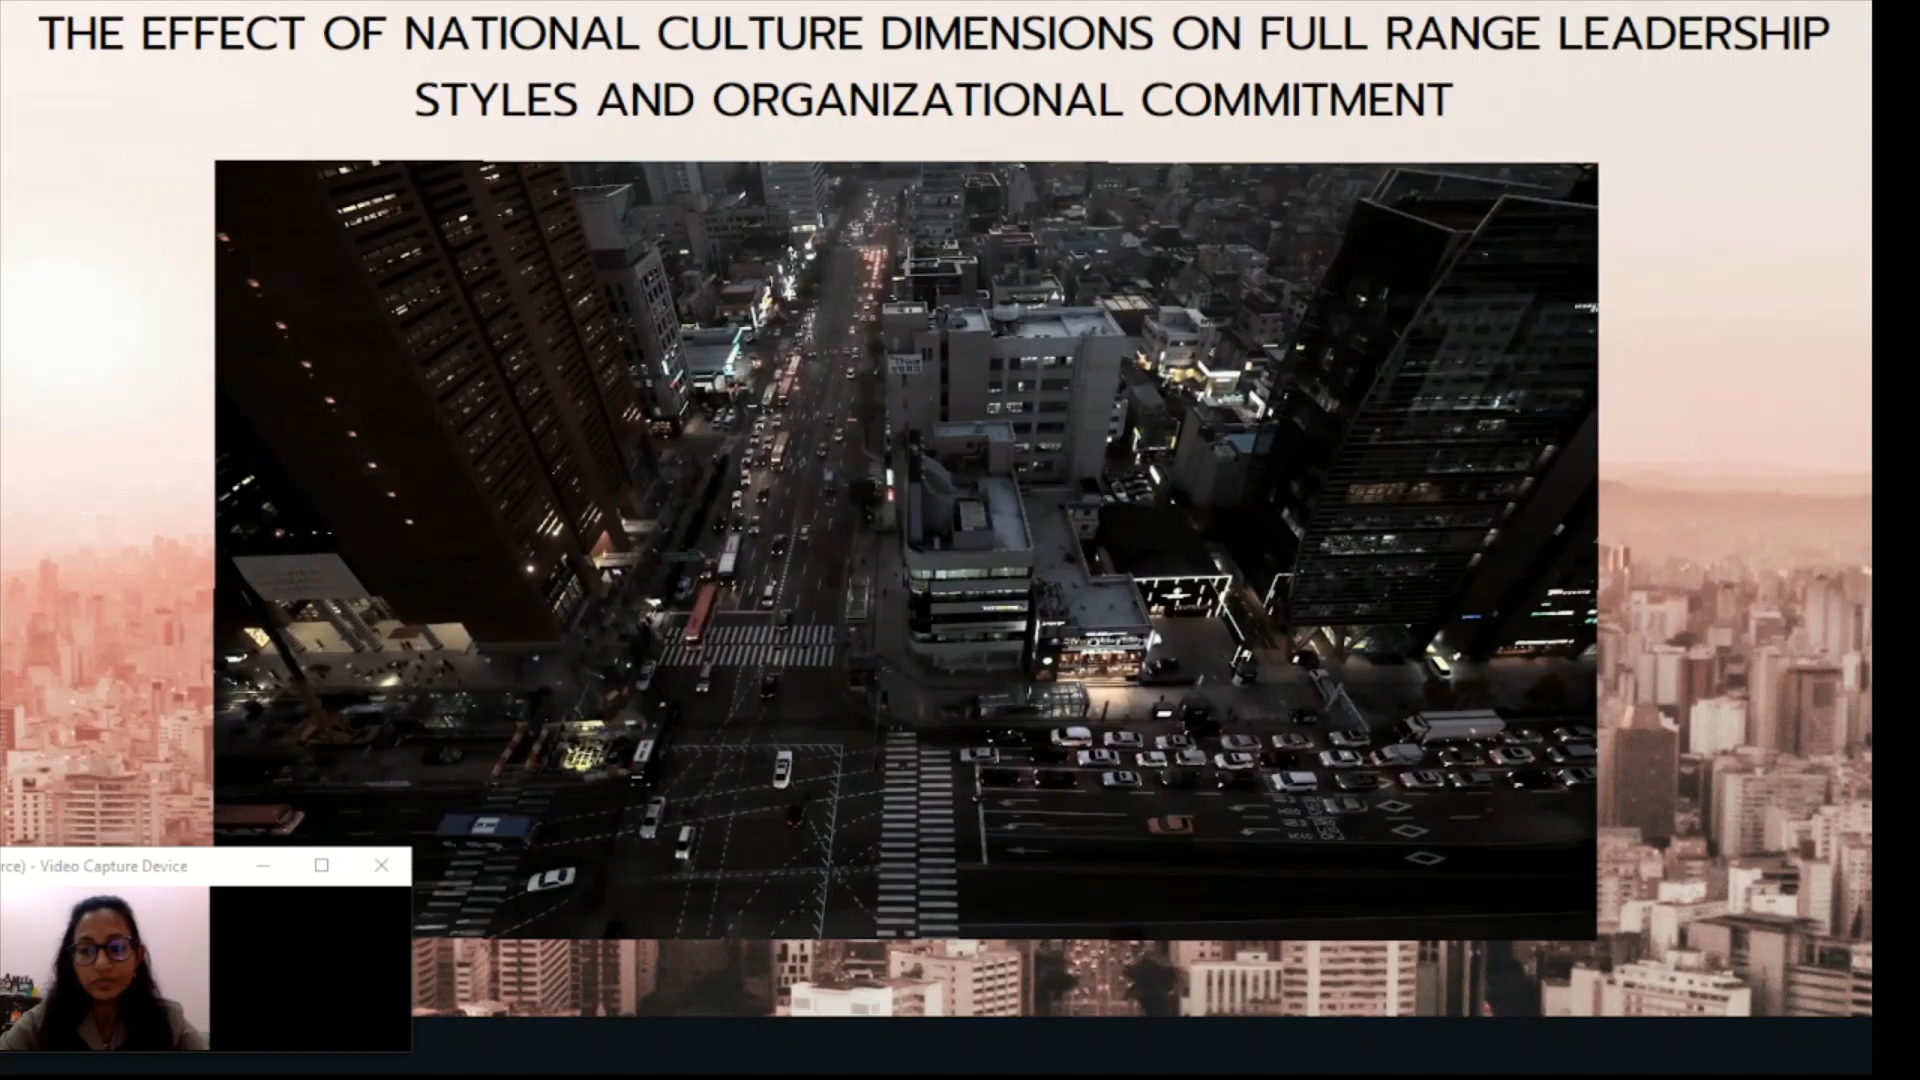 THE EFFECT OF NATIONAL CULTURE DIMENSIONS ON FULL RANGE LEADERSHIP
STYLES AND ORGANIZATIONAL COMMITMENT
rce) - Video Capture Device